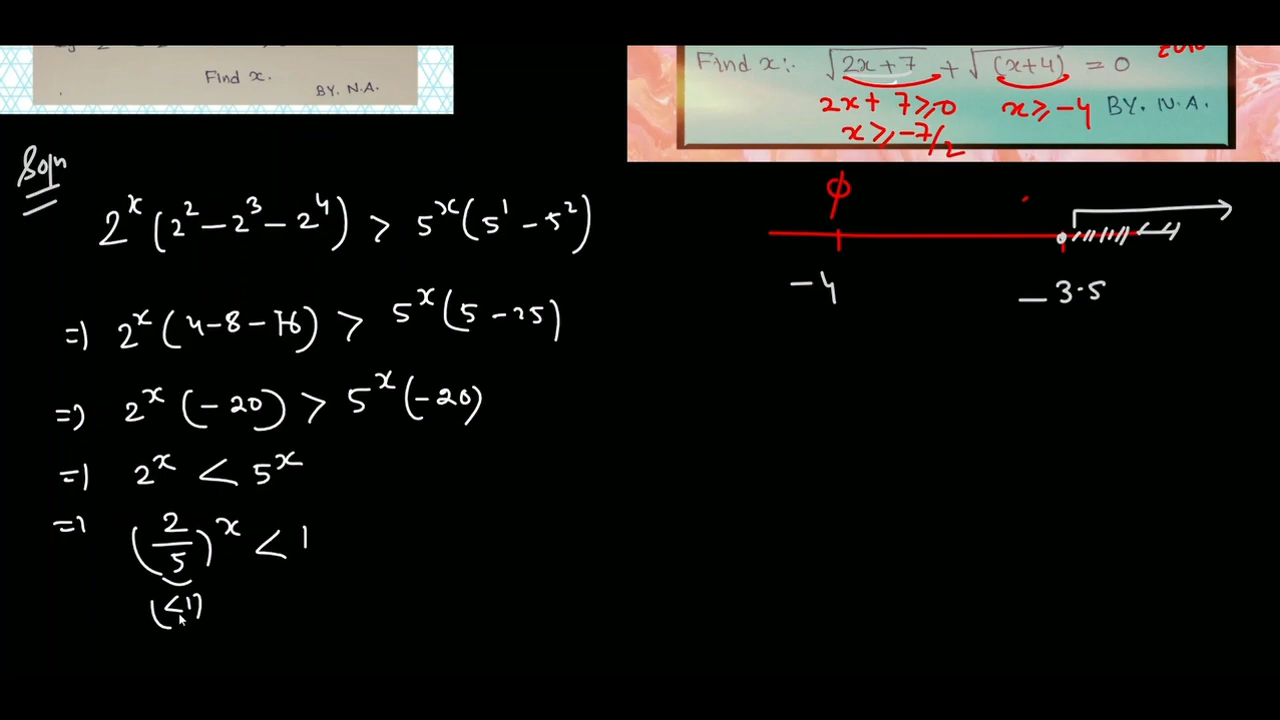 Find x.
BY. N.A.
Find x:- √(2x+7) + √(x+4) = 0
2x + 7 ≥ 0
x ≥ -4 BY. N.A.
x ≥ -7/2
Soln
2^x (2^2 - 2^3 - 2^4) > 5^x (5^1 - 5^2)
=> 2^x (4-8-16) > 5^x (5-25)
=> 2^x (-20) > 5^x (-20)
=> 2^x < 5^x
=> (2/5)^x < 1
(<1)
ϕ
-4
-3.5